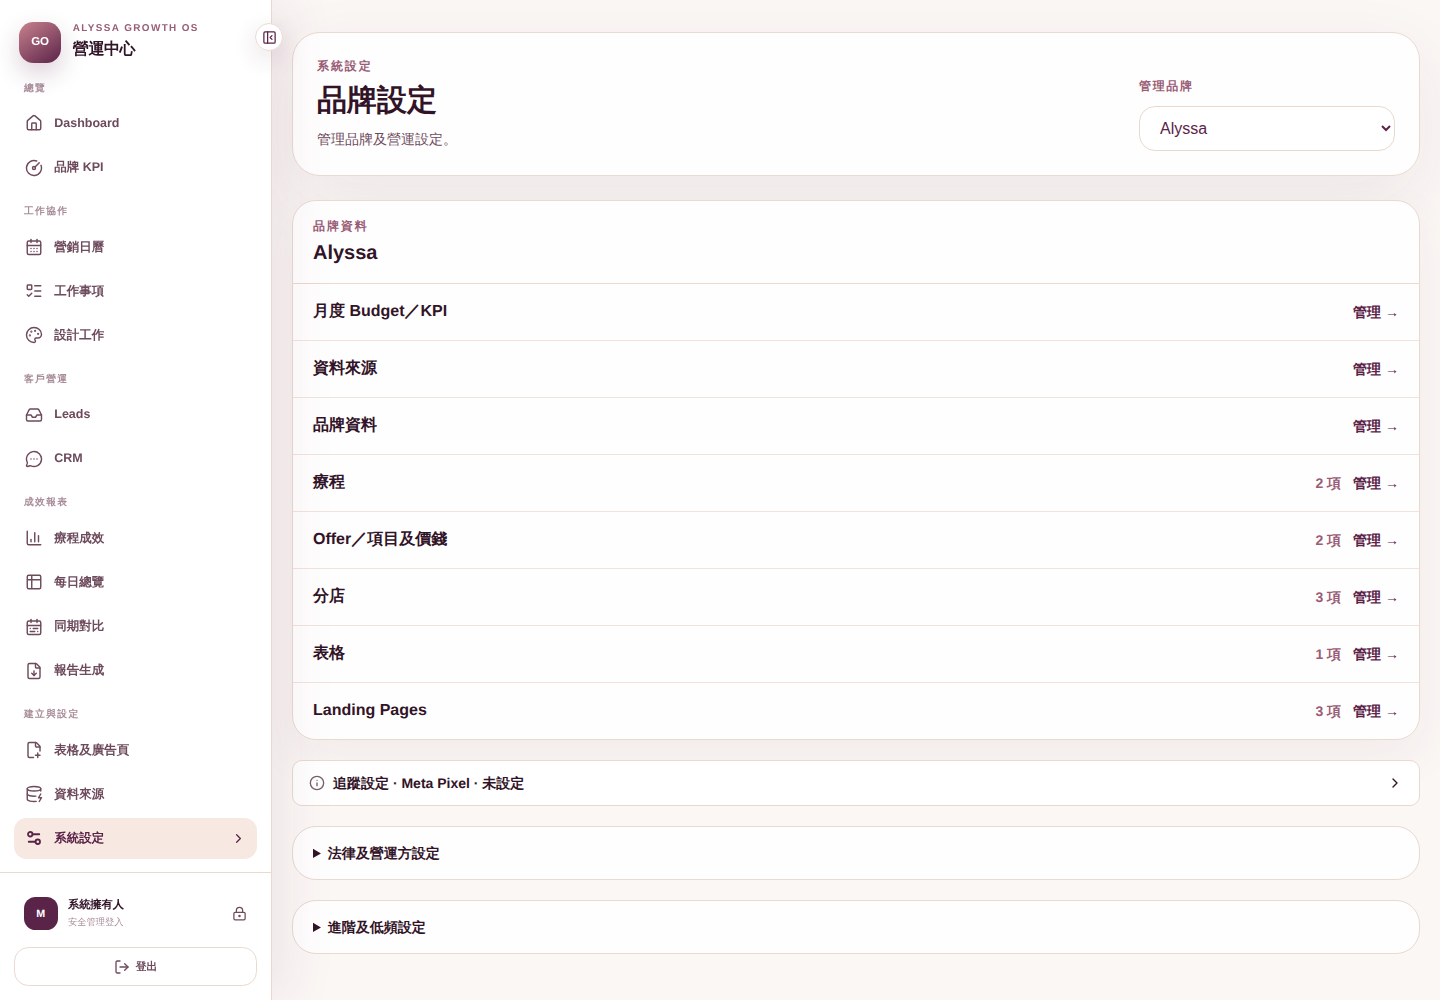 GO
ALYSSA GROWTH OS
營運中心
總覽
Dashboard
品牌 KPI
工作協作
營銷日曆
工作事項
設計工作
客戶營運
Leads
CRM
成效報表
療程成效
每日總覽
同期對比
報告生成
建立與設定
表格及廣告頁
資料來源
系統設定
M
系統擁有人
安全管理登入
登出
系統設定
品牌設定
管理品牌及營運設定。
管理品牌
Alyssa
品牌資料
Alyssa
月度 Budget／KPI 管理 →
資料來源 管理 →
品牌資料 管理 →
療程 2 項 管理 →
Offer／項目及價錢 2 項 管理 →
分店 3 項 管理 →
表格 1 項 管理 →
Landing Pages 3 項 管理 →
追蹤設定 · Meta Pixel · 未設定
法律及營運方設定
進階及低頻設定